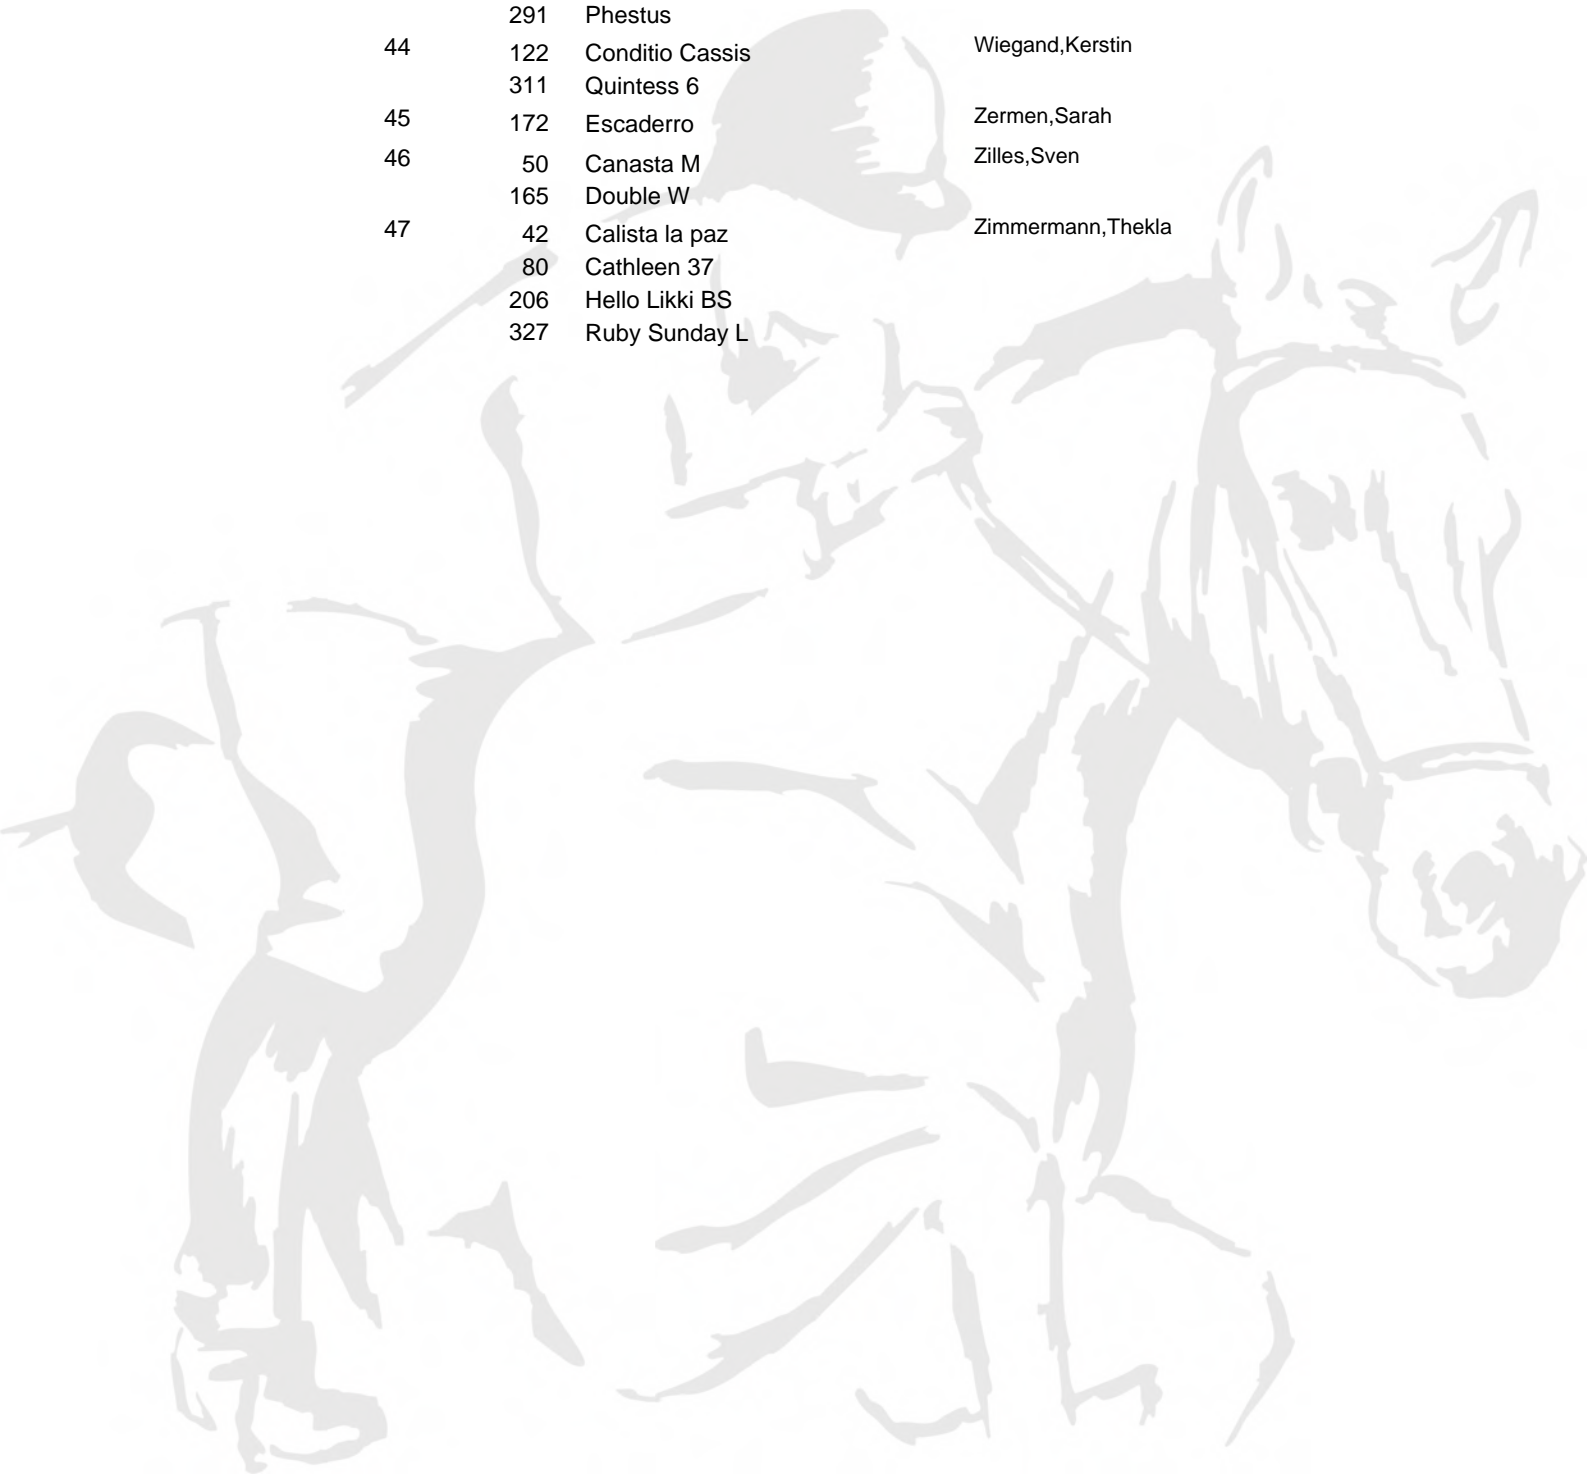 291 Phestus
44 122 Conditio Cassis Wiegand,Kerstin
311 Quintess 6
45 172 Escaderro Zermen,Sarah
46 50 Canasta M Zilles,Sven
165 Double W
47 42 Calista la paz Zimmermann,Thekla
80 Cathleen 37
206 Hello Likki BS
327 Ruby Sunday L